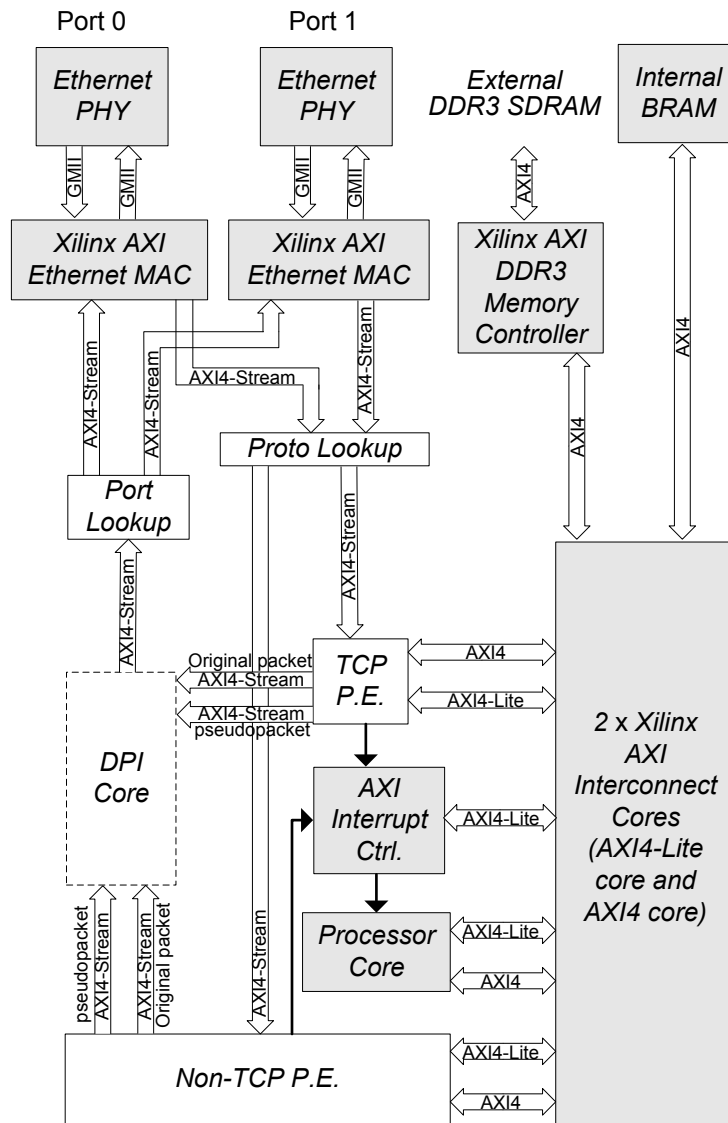 Port 0
Port 1
Ethernet
PHY
Ethernet
PHY
External
DDR3 SDRAM
Internal
BRAM
GMII
GMII
GMII
GMII
AXI4
Xilinx AXI
Ethernet MAC
Xilinx AXI
Ethernet MAC
Xilinx AXI
DDR3
Memory
Controller
AXI4
AXI4-Stream
AXI4-Stream
AXI4-Stream
AXI4-Stream
AXI4
Proto Lookup
Port
Lookup
AXI4-Stream
AXI4-Stream
Original packet
AXI4-Stream
AXI4-Stream
pseudopacket
TCP
P.E.
AXI4
AXI4-Lite
DPI
Core
AXI
Interrupt
Ctrl.
AXI4-Lite
2 x Xilinx
AXI
Interconnect
Cores
(AXI4-Lite
core and
AXI4 core)
pseudopacket
AXI4-Stream
AXI4-Stream
Original packet
AXI4-Stream
Processor
Core
AXI4-Lite
AXI4
Non-TCP P.E.
AXI4-Lite
AXI4